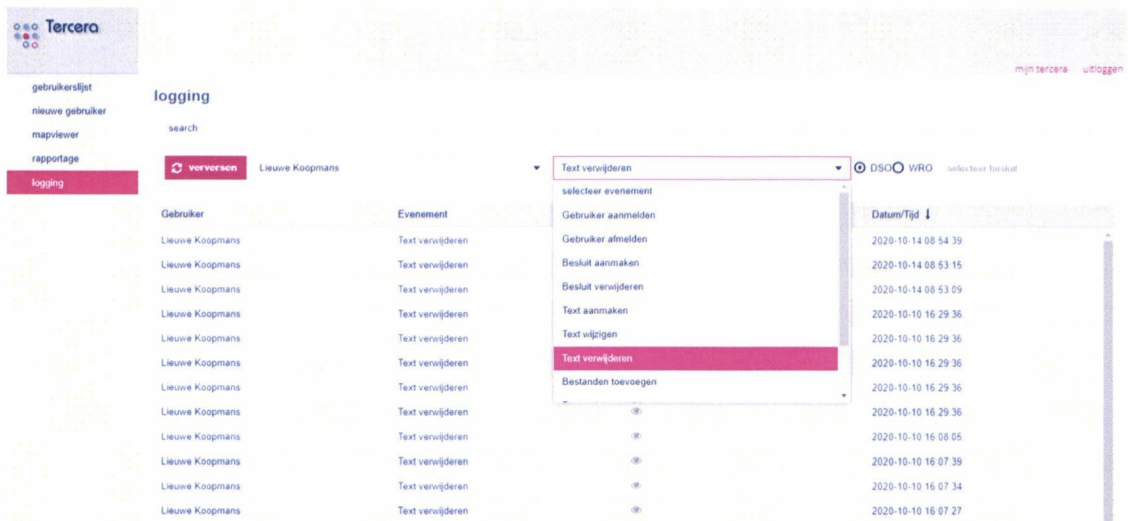 Tercera
mijn tercera uitloggen
gebruikerslijst
nieuwe gebruiker
mapviewer
rapportage
logging
logging
search
verversen Lieuwe Koopmans Text verwijderen DSO WRO selecteer besluit
selecteer evenement
Gebruiker aanmelden
Gebruiker afmelden
Besluit aanmaken
Besluit verwijderen
Text aanmaken
Text wijzigen
Text verwijderen
Bestanden toevoegen
Gebruiker Evenement Datum/Tijd ↓
Lieuwe Koopmans Text verwijderen 2020-10-14 08 54 39
Lieuwe Koopmans Text verwijderen 2020-10-14 08 53 15
Lieuwe Koopmans Text verwijderen 2020-10-14 08 53 09
Lieuwe Koopmans Text verwijderen 2020-10-10 16 29 36
Lieuwe Koopmans Text verwijderen 2020-10-10 16 29 36
Lieuwe Koopmans Text verwijderen 2020-10-10 16 29 36
Lieuwe Koopmans Text verwijderen 2020-10-10 16 29 36
Lieuwe Koopmans Text verwijderen 2020-10-10 16 29 36
Lieuwe Koopmans Text verwijderen 2020-10-10 16 08 05
Lieuwe Koopmans Text verwijderen 2020-10-10 16 07 39
Lieuwe Koopmans Text verwijderen 2020-10-10 16 07 34
Lieuwe Koopmans Text verwijderen 2020-10-10 16 07 27